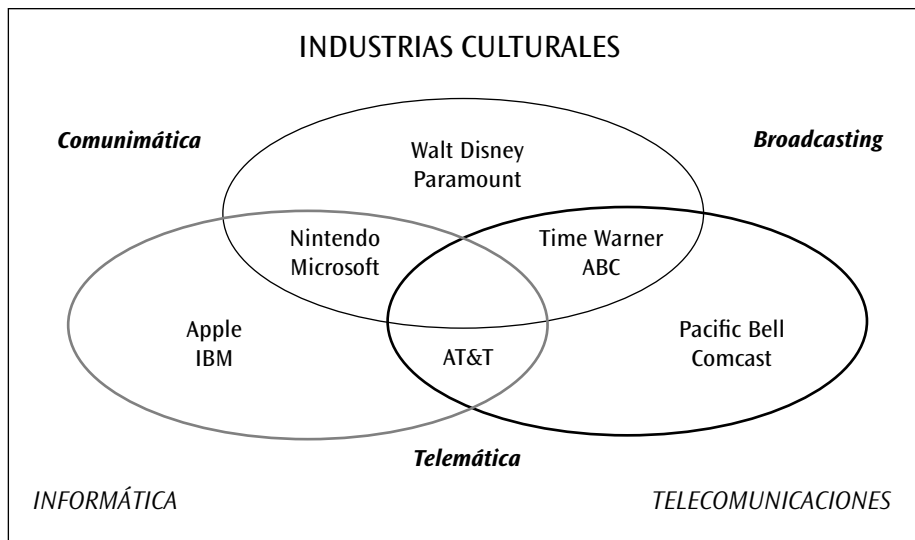 INDUSTRIAS CULTURALES
Comunimática
Broadcasting
Walt Disney
Paramount
Nintendo
Microsoft
Time Warner
ABC
Apple
IBM
AT&T
Pacific Bell
Comcast
Telemática
INFORMÁTICA
TELECOMUNICACIONES